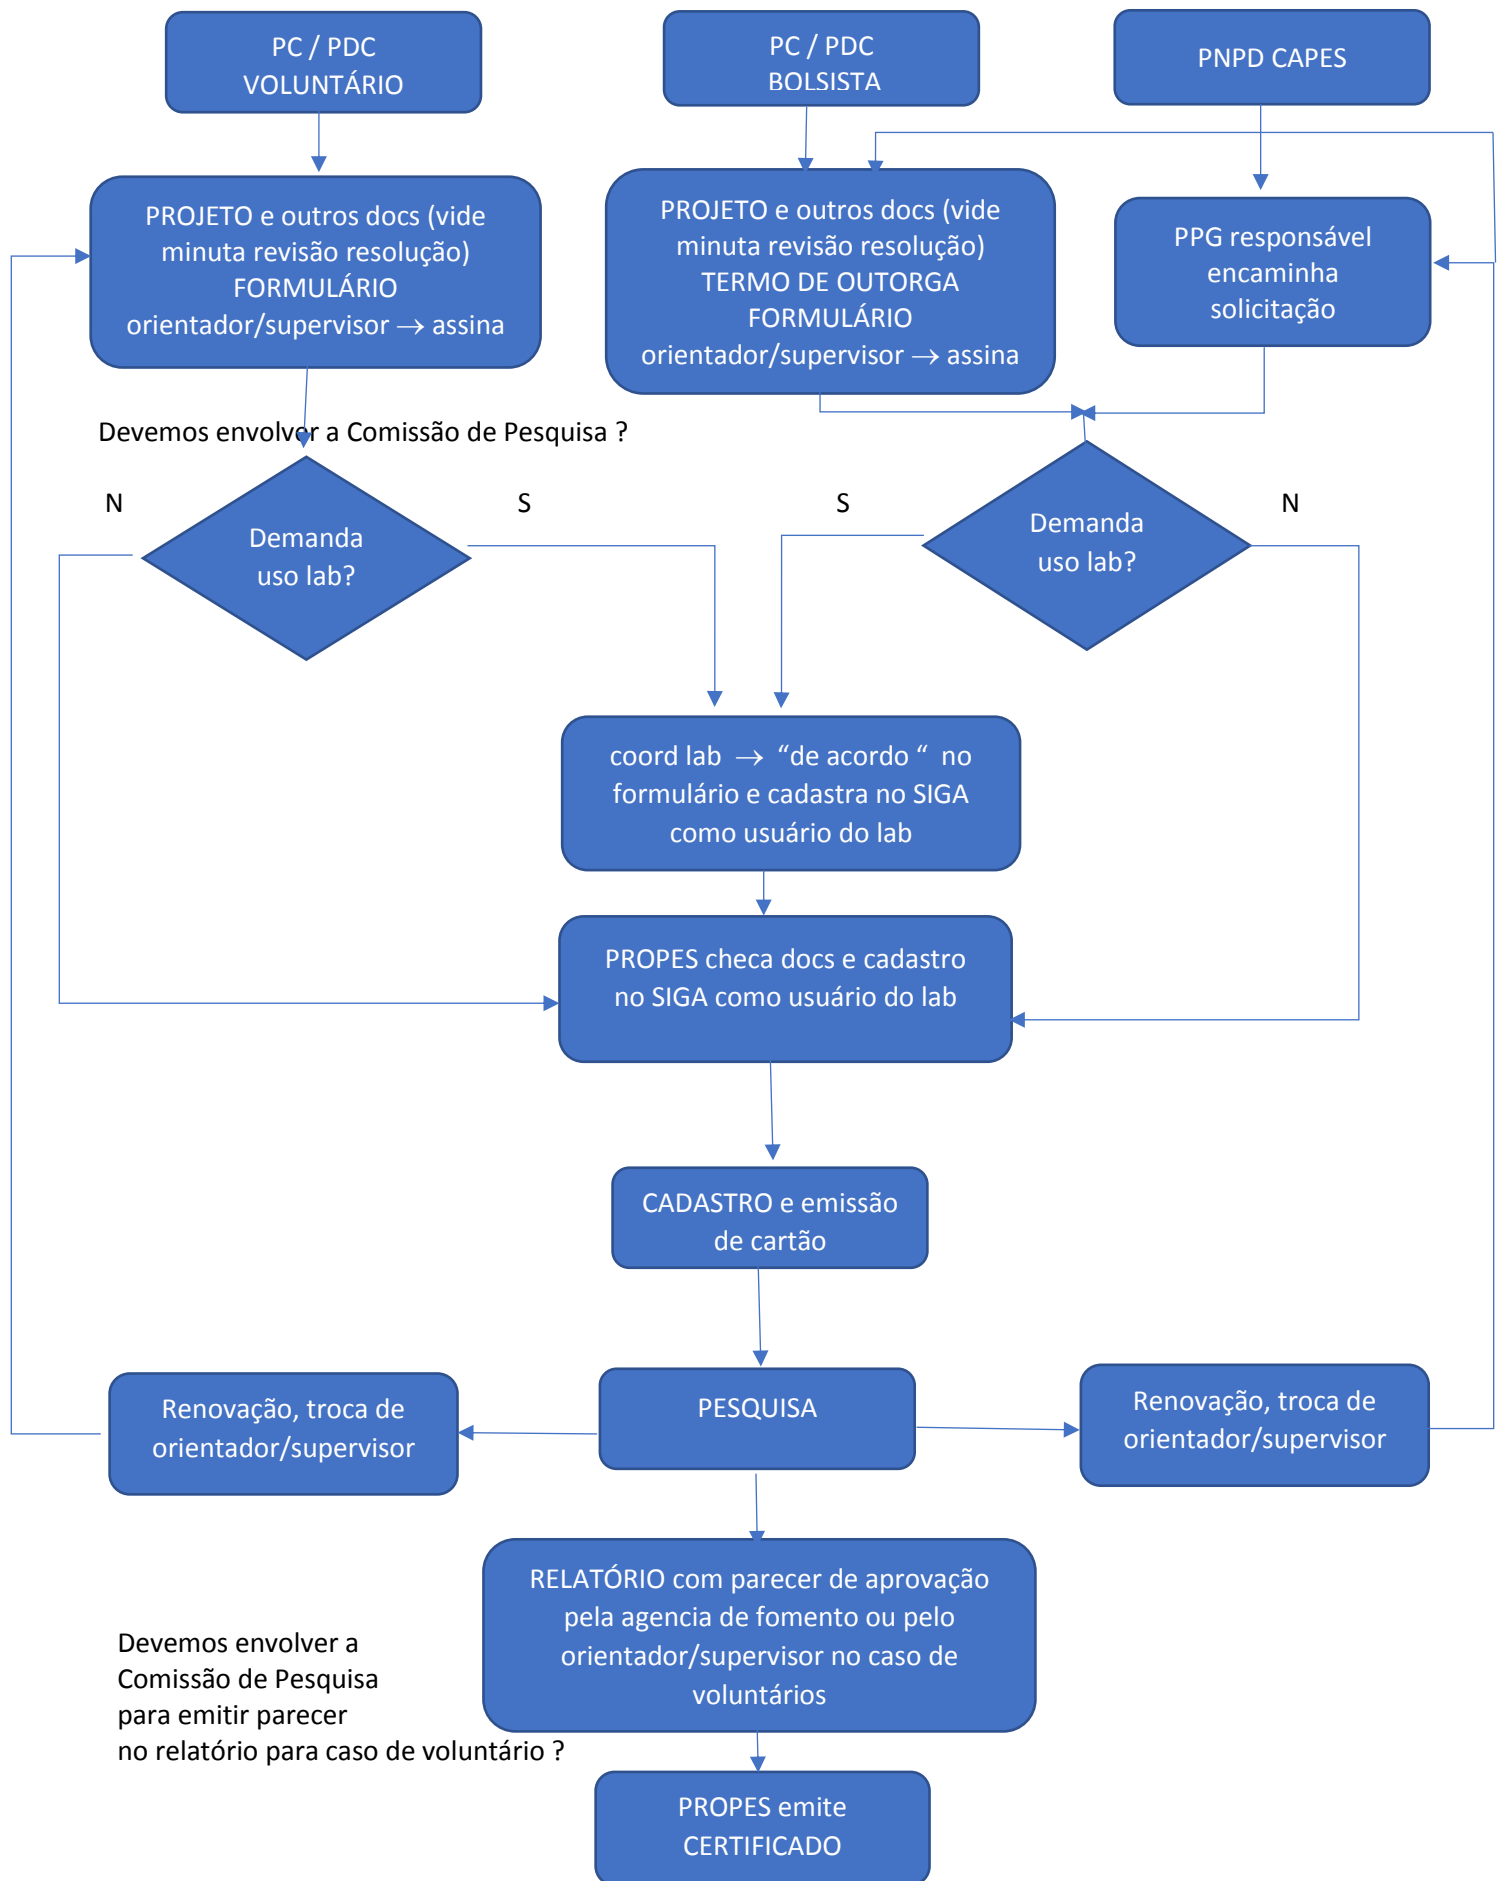 PC / PDC
VOLUNTÁRIO
PC / PDC
BOLSISTA
PNPD CAPES
PROJETO e outros docs (vide
minuta revisão resolução)
FORMULÁRIO
orientador/supervisor → assina
PROJETO e outros docs (vide
minuta revisão resolução)
TERMO DE OUTORGA
FORMULÁRIO
orientador/supervisor → assina
PPG responsável
encaminha
solicitação
Devemos envolver a Comissão de Pesquisa ?
N
S
S
N
Demanda
uso lab?
Demanda
uso lab?
coord lab → “de acordo “ no
formulário e cadastra no SIGA
como usuário do lab
PROPES checa docs e cadastro
no SIGA como usuário do lab
CADASTRO e emissão
de cartão
Renovação, troca de
orientador/supervisor
PESQUISA
Renovação, troca de
orientador/supervisor
RELATÓRIO com parecer de aprovação
pela agencia de fomento ou pelo
orientador/supervisor no caso de
voluntários
Devemos envolver a
Comissão de Pesquisa
para emitir parecer
no relatório para caso de voluntário ?
PROPES emite
CERTIFICADO